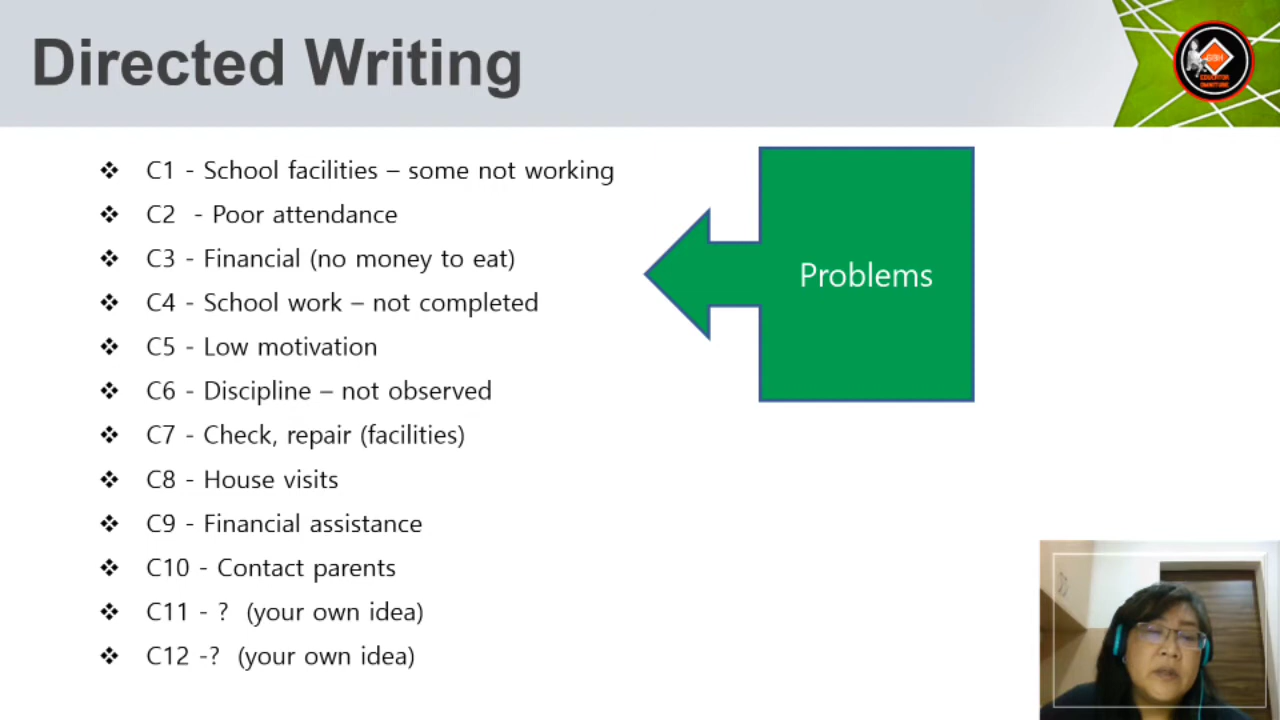 Directed Writing
C1 - School facilities – some not working
C2 - Poor attendance
C3 - Financial (no money to eat)
C4 - School work – not completed
C5 - Low motivation
C6 - Discipline – not observed
C7 - Check, repair (facilities)
C8 - House visits
C9 - Financial assistance
C10 - Contact parents
C11 - ? (your own idea)
C12 -? (your own idea)
Problems
EDUCATOR